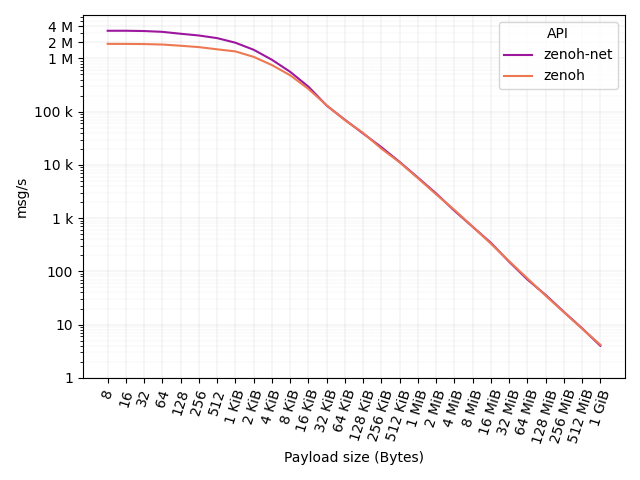 4 M
2 M
1 M
100 k
10 k
1 k
100
10
1
msg/s
API
zenoh-net
zenoh
8
16
32
64
128
256
512
1 KiB
2 KiB
4 KiB
8 KiB
16 KiB
32 KiB
64 KiB
128 KiB
256 KiB
512 KiB
1 MiB
2 MiB
4 MiB
8 MiB
16 MiB
32 MiB
64 MiB
128 MiB
256 MiB
512 MiB
1 GiB
Payload size (Bytes)